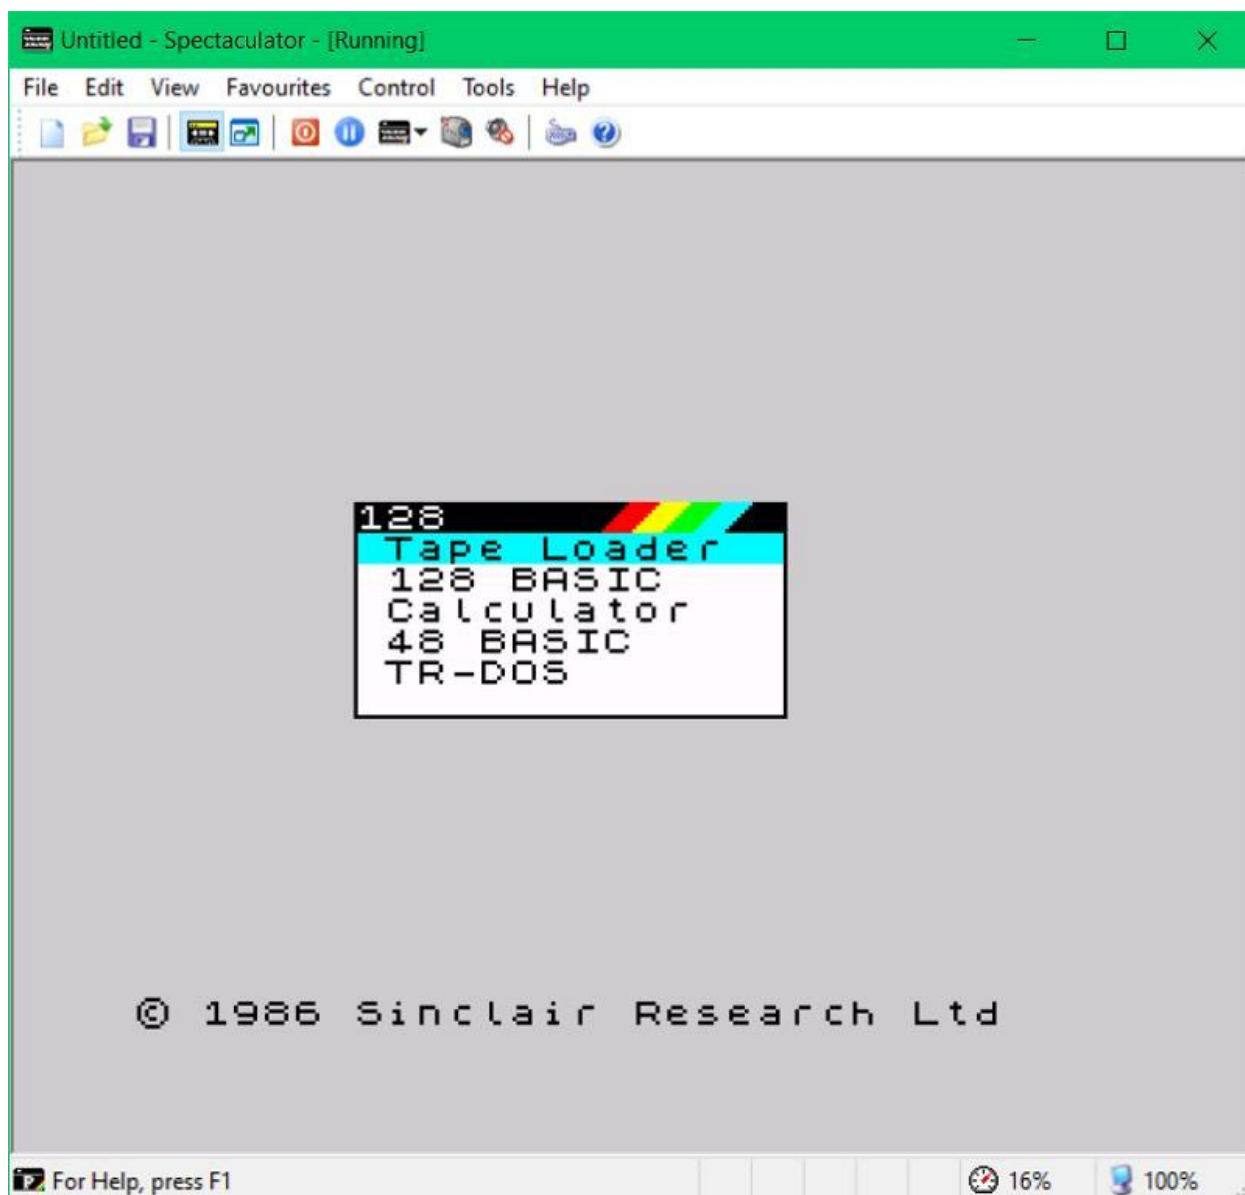 Untitled - Spectaculator - [Running]
File Edit View Favourites Control Tools Help
128
Tape Loader
128 BASIC
Calculator
48 BASIC
TR-DOS
© 1986 Sinclair Research Ltd
For Help, press F1 16% 100%